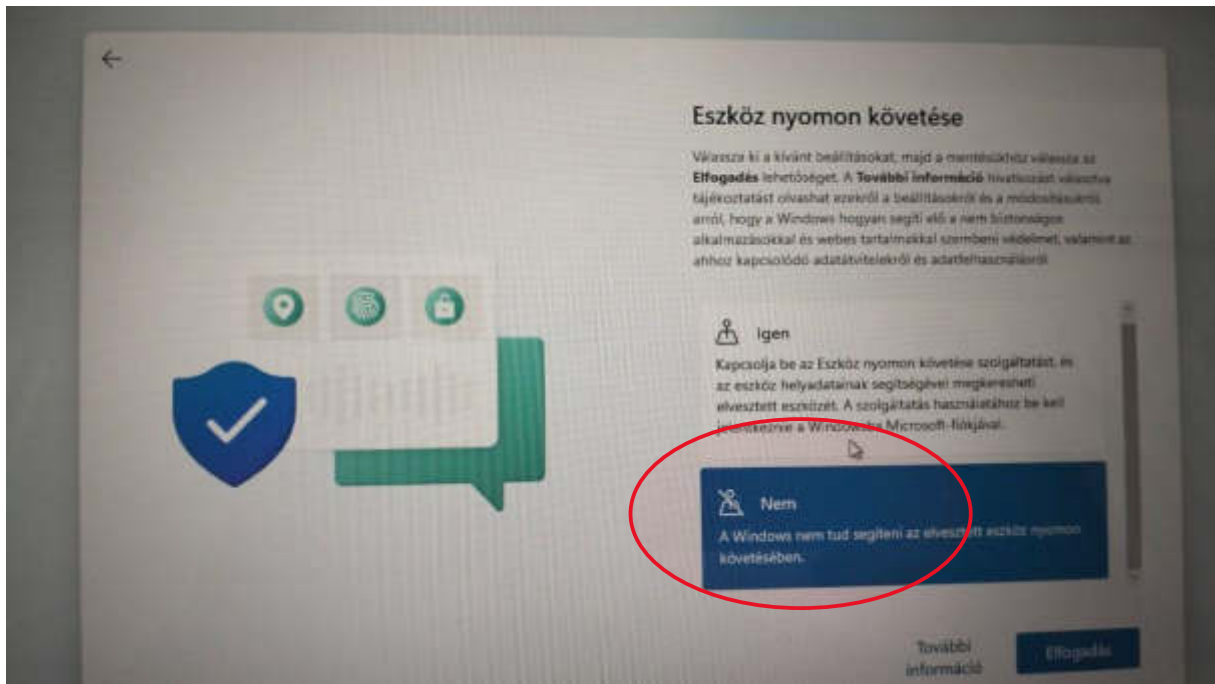 Eszköz nyomon követése
Válassza ki a kívánt beállításokat, majd a mentésükhöz válassza az
Elfogadás lehetőséget. A További információ hivatkozást választva
tájékoztatást olvashat ezekről a beállításokról és a módosításukról,
arról, hogy a Windows hogyan segíti elő a nem biztonságos
alkalmazásokkal és webes tartalmakkal szembeni védelmet, valamint az
ahhoz kapcsolódó adatátvitelekről és adatfelhasználásról
Igen
Kapcsolja be az Eszköz nyomon követése szolgáltatást, és
az eszköz helyadatainak segítségével megkeresheti
elvesztett eszközét. A szolgáltatás használatához be kell
jelentkeznie a Windowsba Microsoft-fiókjával.
Nem
A Windows nem tud segíteni az elvesztett eszköz nyomon
követésében.
További
információ
Elfogadás